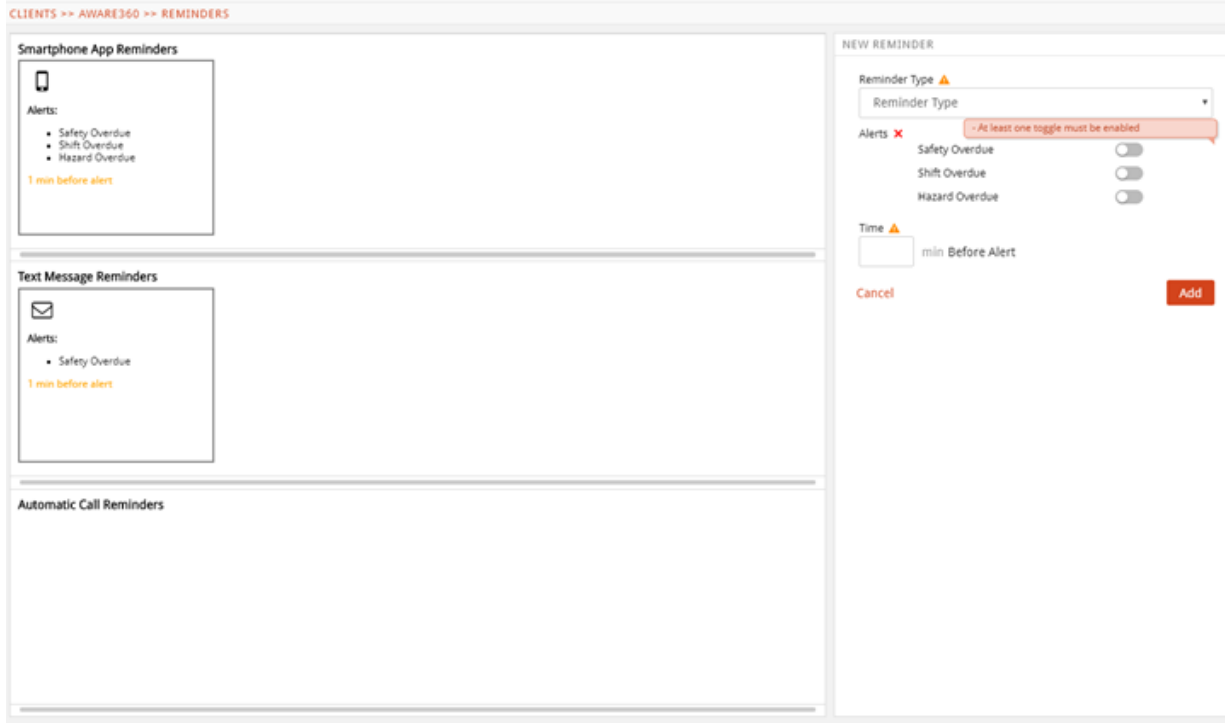 CLIENTS >> AWARE360 >> REMINDERS
Smartphone App Reminders
Alerts:
• Safety Overdue
• Shift Overdue
• Hazard Overdue
1 min before alert
Text Message Reminders
Alerts:
• Safety Overdue
1 min before alert
Automatic Call Reminders
NEW REMINDER
Reminder Type
Reminder Type
- At least one toggle must be enabled
Alerts
Safety Overdue
Shift Overdue
Hazard Overdue
Time
min Before Alert
Cancel
Add